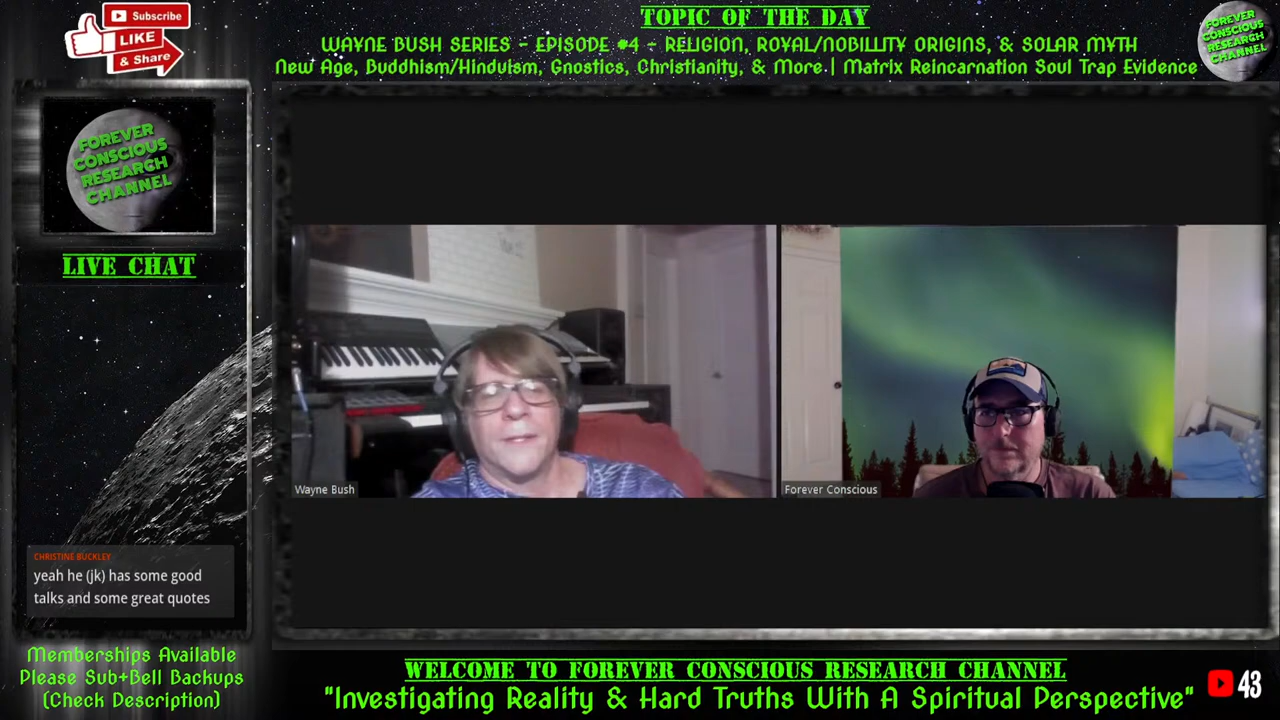 Subscribe
LIKE
& Share
TOPIC OF THE DAY
WAYNE BUSH SERIES - EPISODE #4 - RELIGION, ROYAL/NOBILLITY ORIGINS, & SOLAR MYTH
New Age, Buddhism/Hinduism, Gnostics, Christianity, & More | Matrix Reincarnation Soul Trap Evidence
FOREVER
CONSCIOUS
RESEARCH
CHANNEL
FOREVER
CONSCIOUS
RESEARCH
CHANNEL
LIVE CHAT
Wayne Bush
Forever Conscious
CHRISTINE BUCKLEY
yeah he (jk) has some good
talks and some great quotes
Memberships Available
Please Sub+Bell Backups
(Check Description)
WELCOME TO FOREVER CONSCIOUS RESEARCH CHANNEL
"Investigating Reality & Hard Truths With A Spiritual Perspective"
43